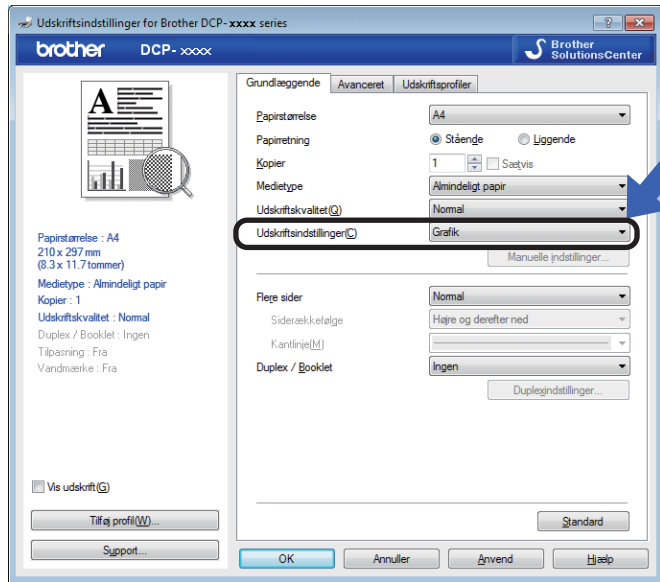 Udskriftsindstillinger for Brother DCP-xxxx series
brother DCP-xxxx
Brother
SolutionsCenter
Grundlæggende Avanceret Udskriftsprofiler
Papirstørrelse A4
Papirretning Stående Liggende
Kopier 1 Sætvis
Medietype Almindeligt papir
Udskriftskvalitet(Q) Normal
Udskriftsindstillinger(C) Grafik
Manuelle indstillinger...
Flere sider Normal
Siderækkefølge Højre og derefter ned
Kantlinje(M)
Duplex / Booklet Ingen
Duplexindstillinger...
Papirstørrelse : A4
210 x 297 mm
(8.3 x 11.7 tommer)
Medietype : Almindeligt papir
Kopier : 1
Udskriftskvalitet : Normal
Duplex / Booklet : Ingen
Tilpasning : Fra
Vandmærke : Fra
Vis udskrift(G)
Tilføj profil(W)...
Support...
Standard
OK Annuller Anvend Hjælp